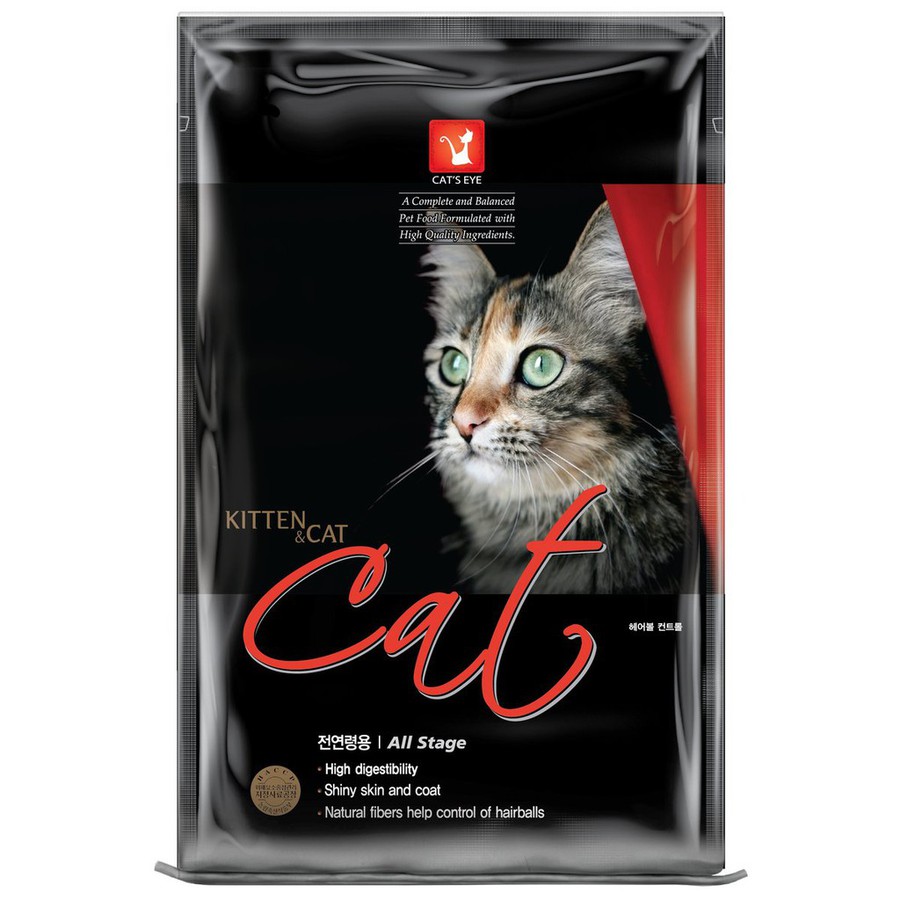 CAT'S EYE
A Complete and Balanced
Pet Food Formulated with
High Quality Ingredients.
KITTEN
&CAT
Cat
헤어볼 컨트롤
전연령용 | All Stage
• High digestibility
• Shiny skin and coat
• Natural fibers help control of hairballs
HACCP